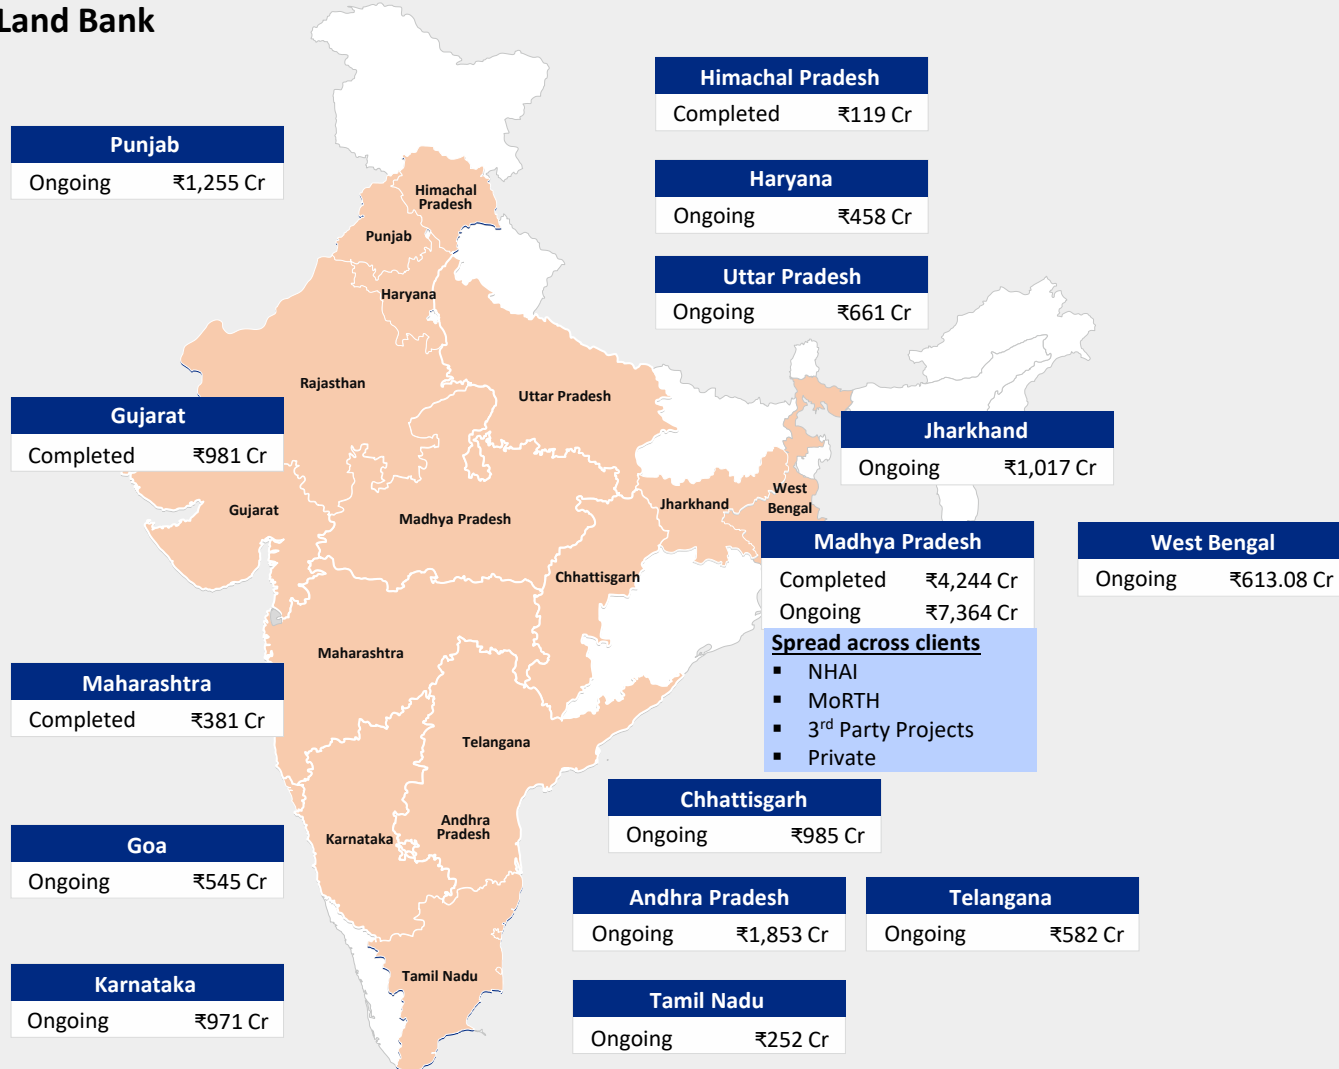 Land Bank
Himachal Pradesh
Completed ₹119 Cr
Punjab
Ongoing ₹1,255 Cr
Haryana
Ongoing ₹458 Cr
Uttar Pradesh
Ongoing ₹661 Cr
Gujarat
Completed ₹981 Cr
Jharkhand
Ongoing ₹1,017 Cr
Madhya Pradesh
Completed ₹4,244 Cr
Ongoing ₹7,364 Cr
Spread across clients
▪ NHAI
▪ MoRTH
▪ 3rd Party Projects
▪ Private
West Bengal
Ongoing ₹613.08 Cr
Maharashtra
Completed ₹381 Cr
Chhattisgarh
Ongoing ₹985 Cr
Goa
Ongoing ₹545 Cr
Andhra Pradesh
Ongoing ₹1,853 Cr
Telangana
Ongoing ₹582 Cr
Karnataka
Ongoing ₹971 Cr
Tamil Nadu
Ongoing ₹252 Cr
Himachal
Pradesh
Punjab
Haryana
Rajasthan
Uttar Pradesh
Gujarat
Madhya Pradesh
Jharkhand
West
Bengal
Chhattisgarh
Maharashtra
Telangana
Andhra
Pradesh
Karnataka
Tamil Nadu